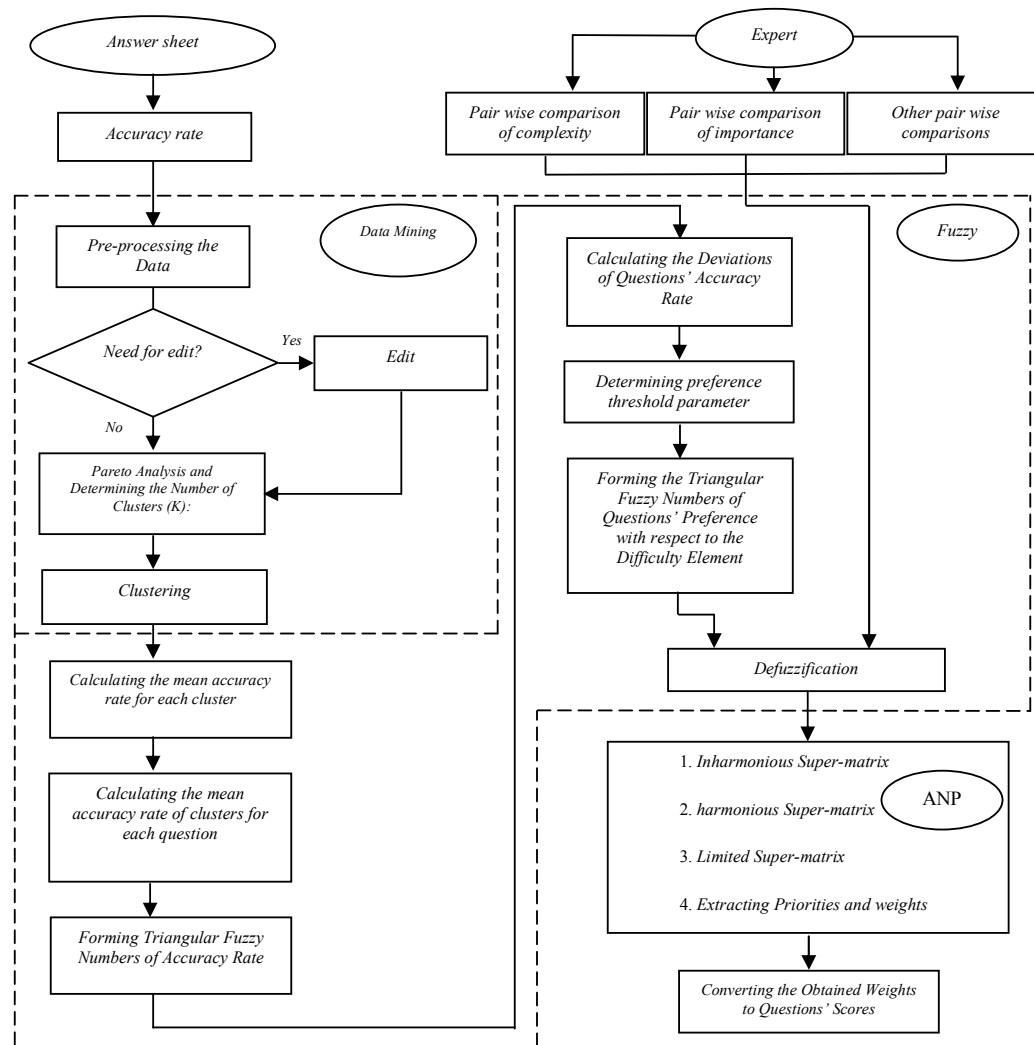 Answer sheet
Accuracy rate
Data Mining
Pre-processing the
Data
Need for edit?
Yes
Edit
No
Pareto Analysis and
Determining the Number of
Clusters (K):
Clustering
Calculating the mean accuracy
rate for each cluster
Calculating the mean
accuracy rate of clusters for
each question
Forming Triangular Fuzzy
Numbers of Accuracy Rate
Expert
Pair wise comparison
of complexity
Pair wise comparison
of importance
Other pair wise
comparisons
Fuzzy
Calculating the Deviations
of Questions’ Accuracy
Rate
Determining preference
threshold parameter
Forming the Triangular
Fuzzy Numbers of
Questions’ Preference
with respect to the
Difficulty Element
Defuzzification
1. Inharmonious Super-matrix
ANP
2. harmonious Super-matrix
3. Limited Super-matrix
4. Extracting Priorities and weights
Converting the Obtained Weights
to Questions’ Scores